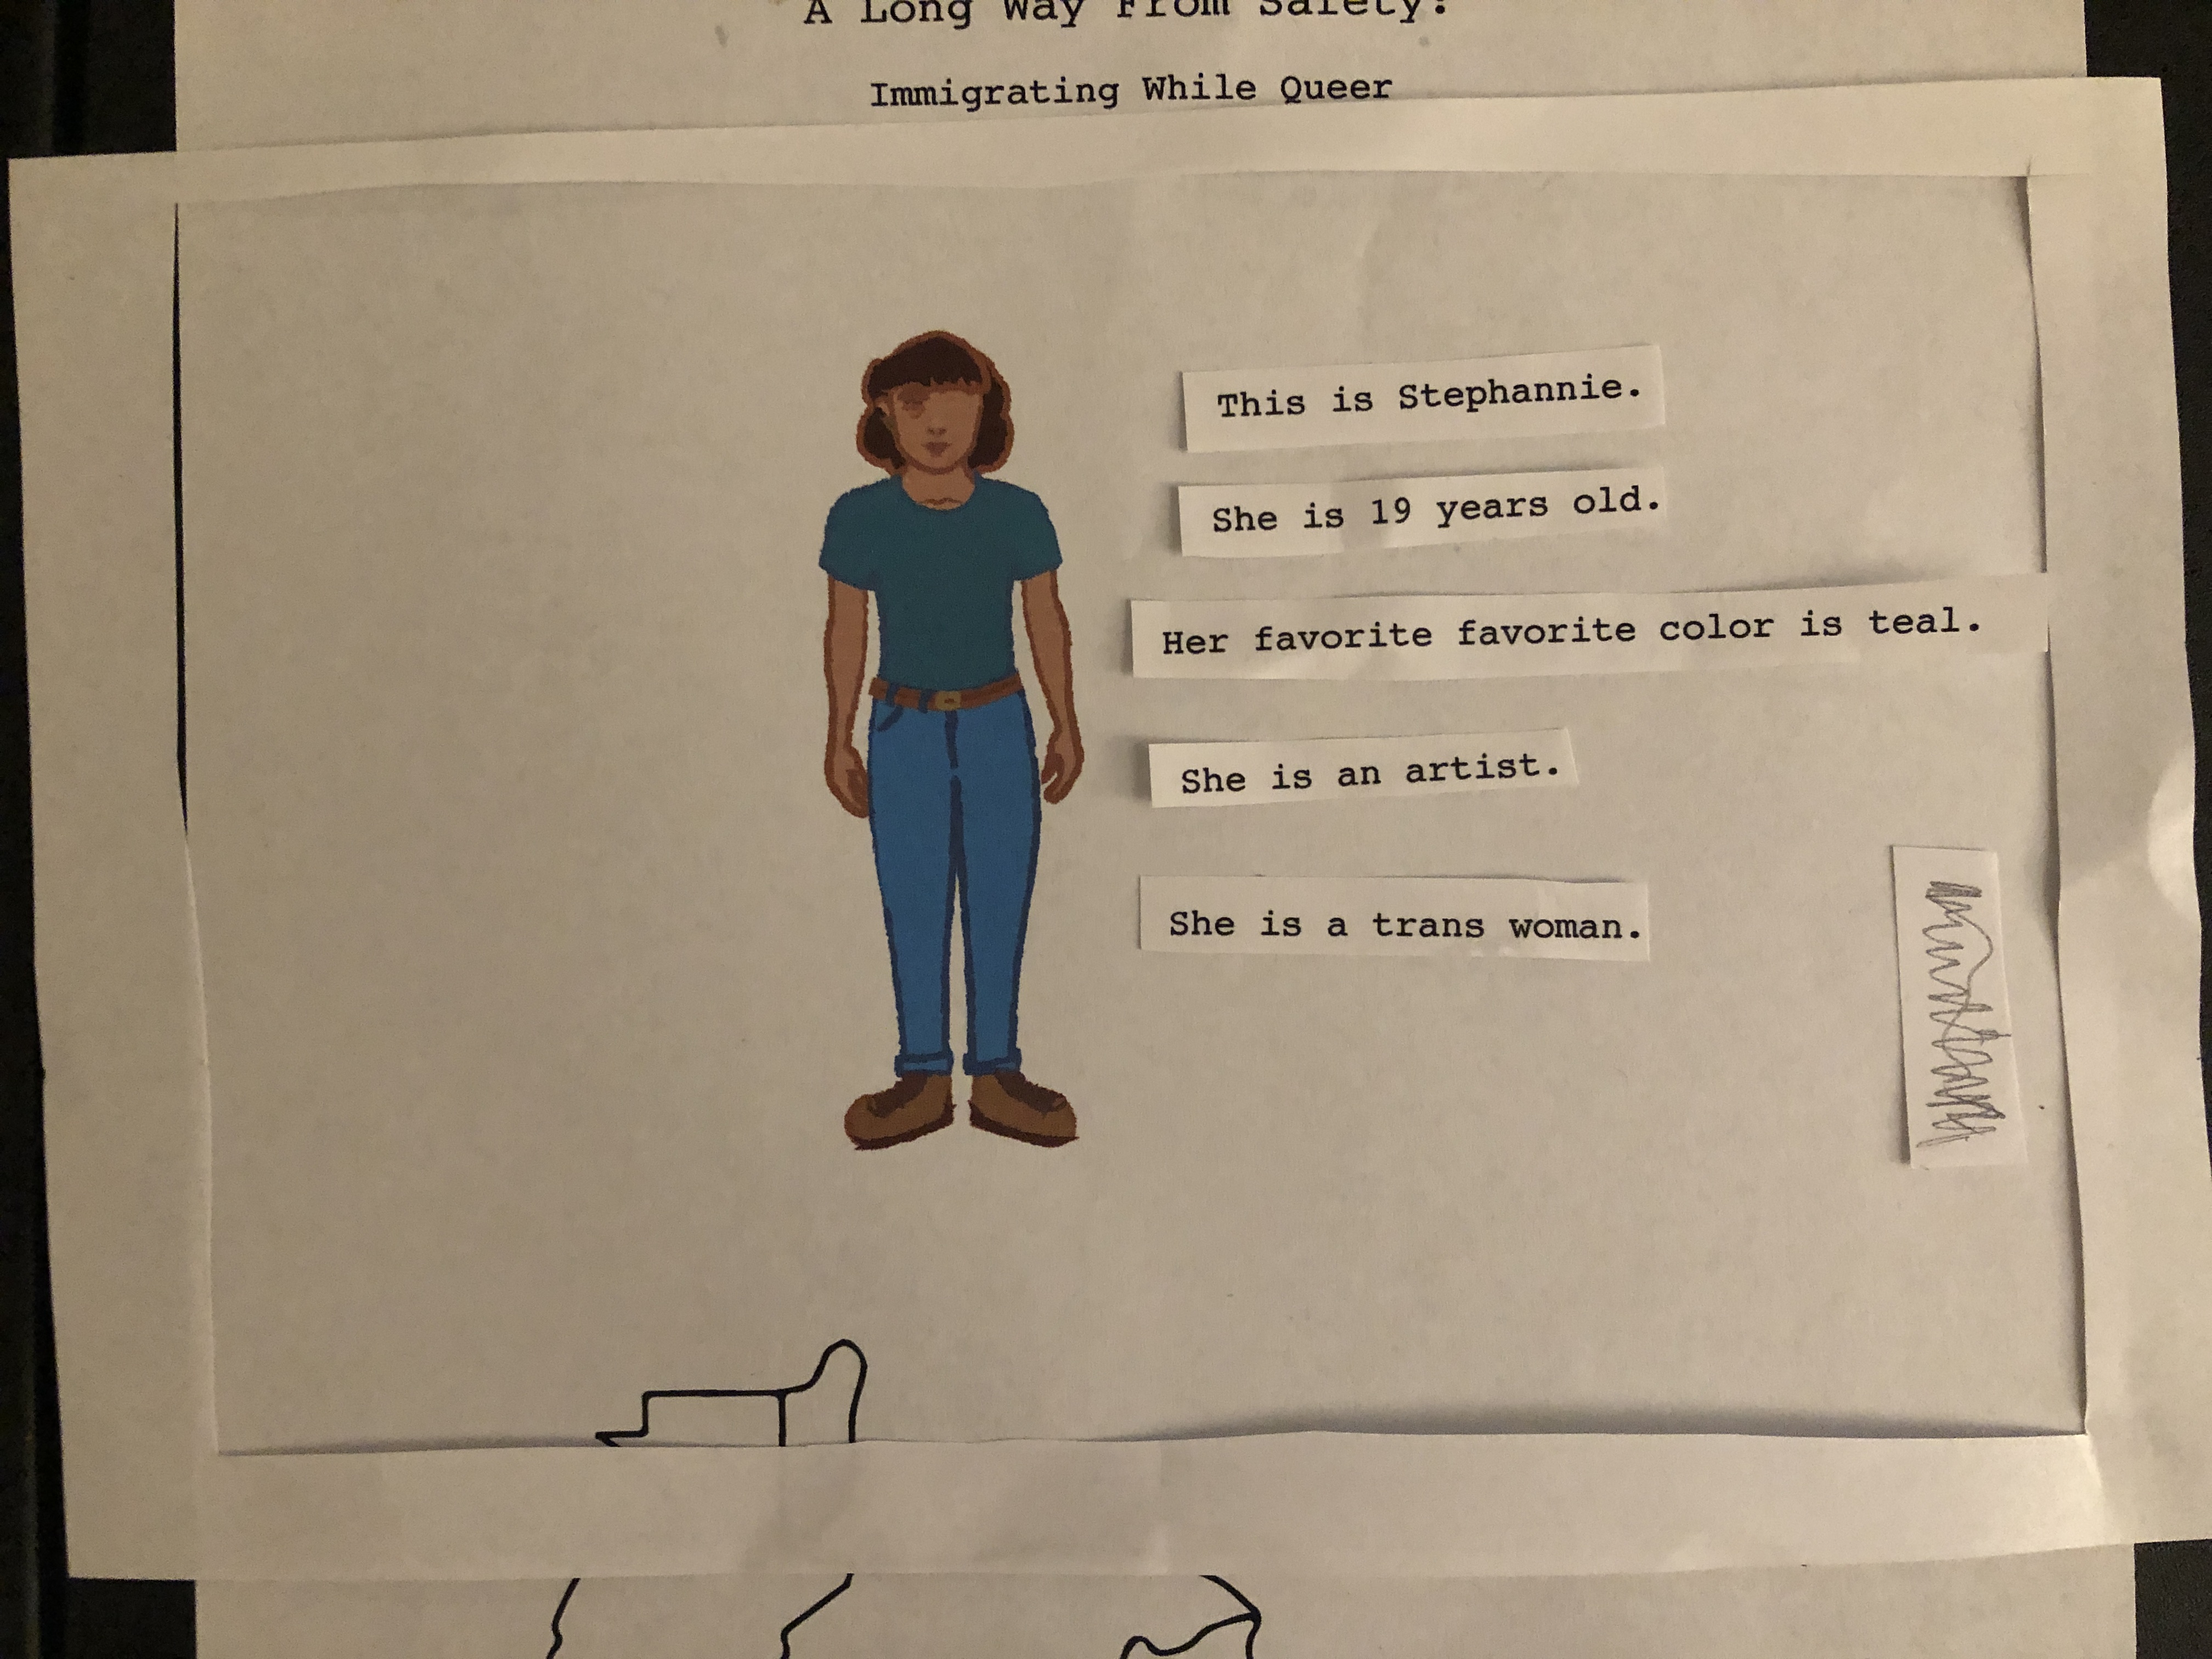 A Long Way From Safety:
Immigrating While Queer
This is Stephannie.
She is 19 years old.
Her favorite favorite color is teal.
She is an artist.
She is a trans woman.